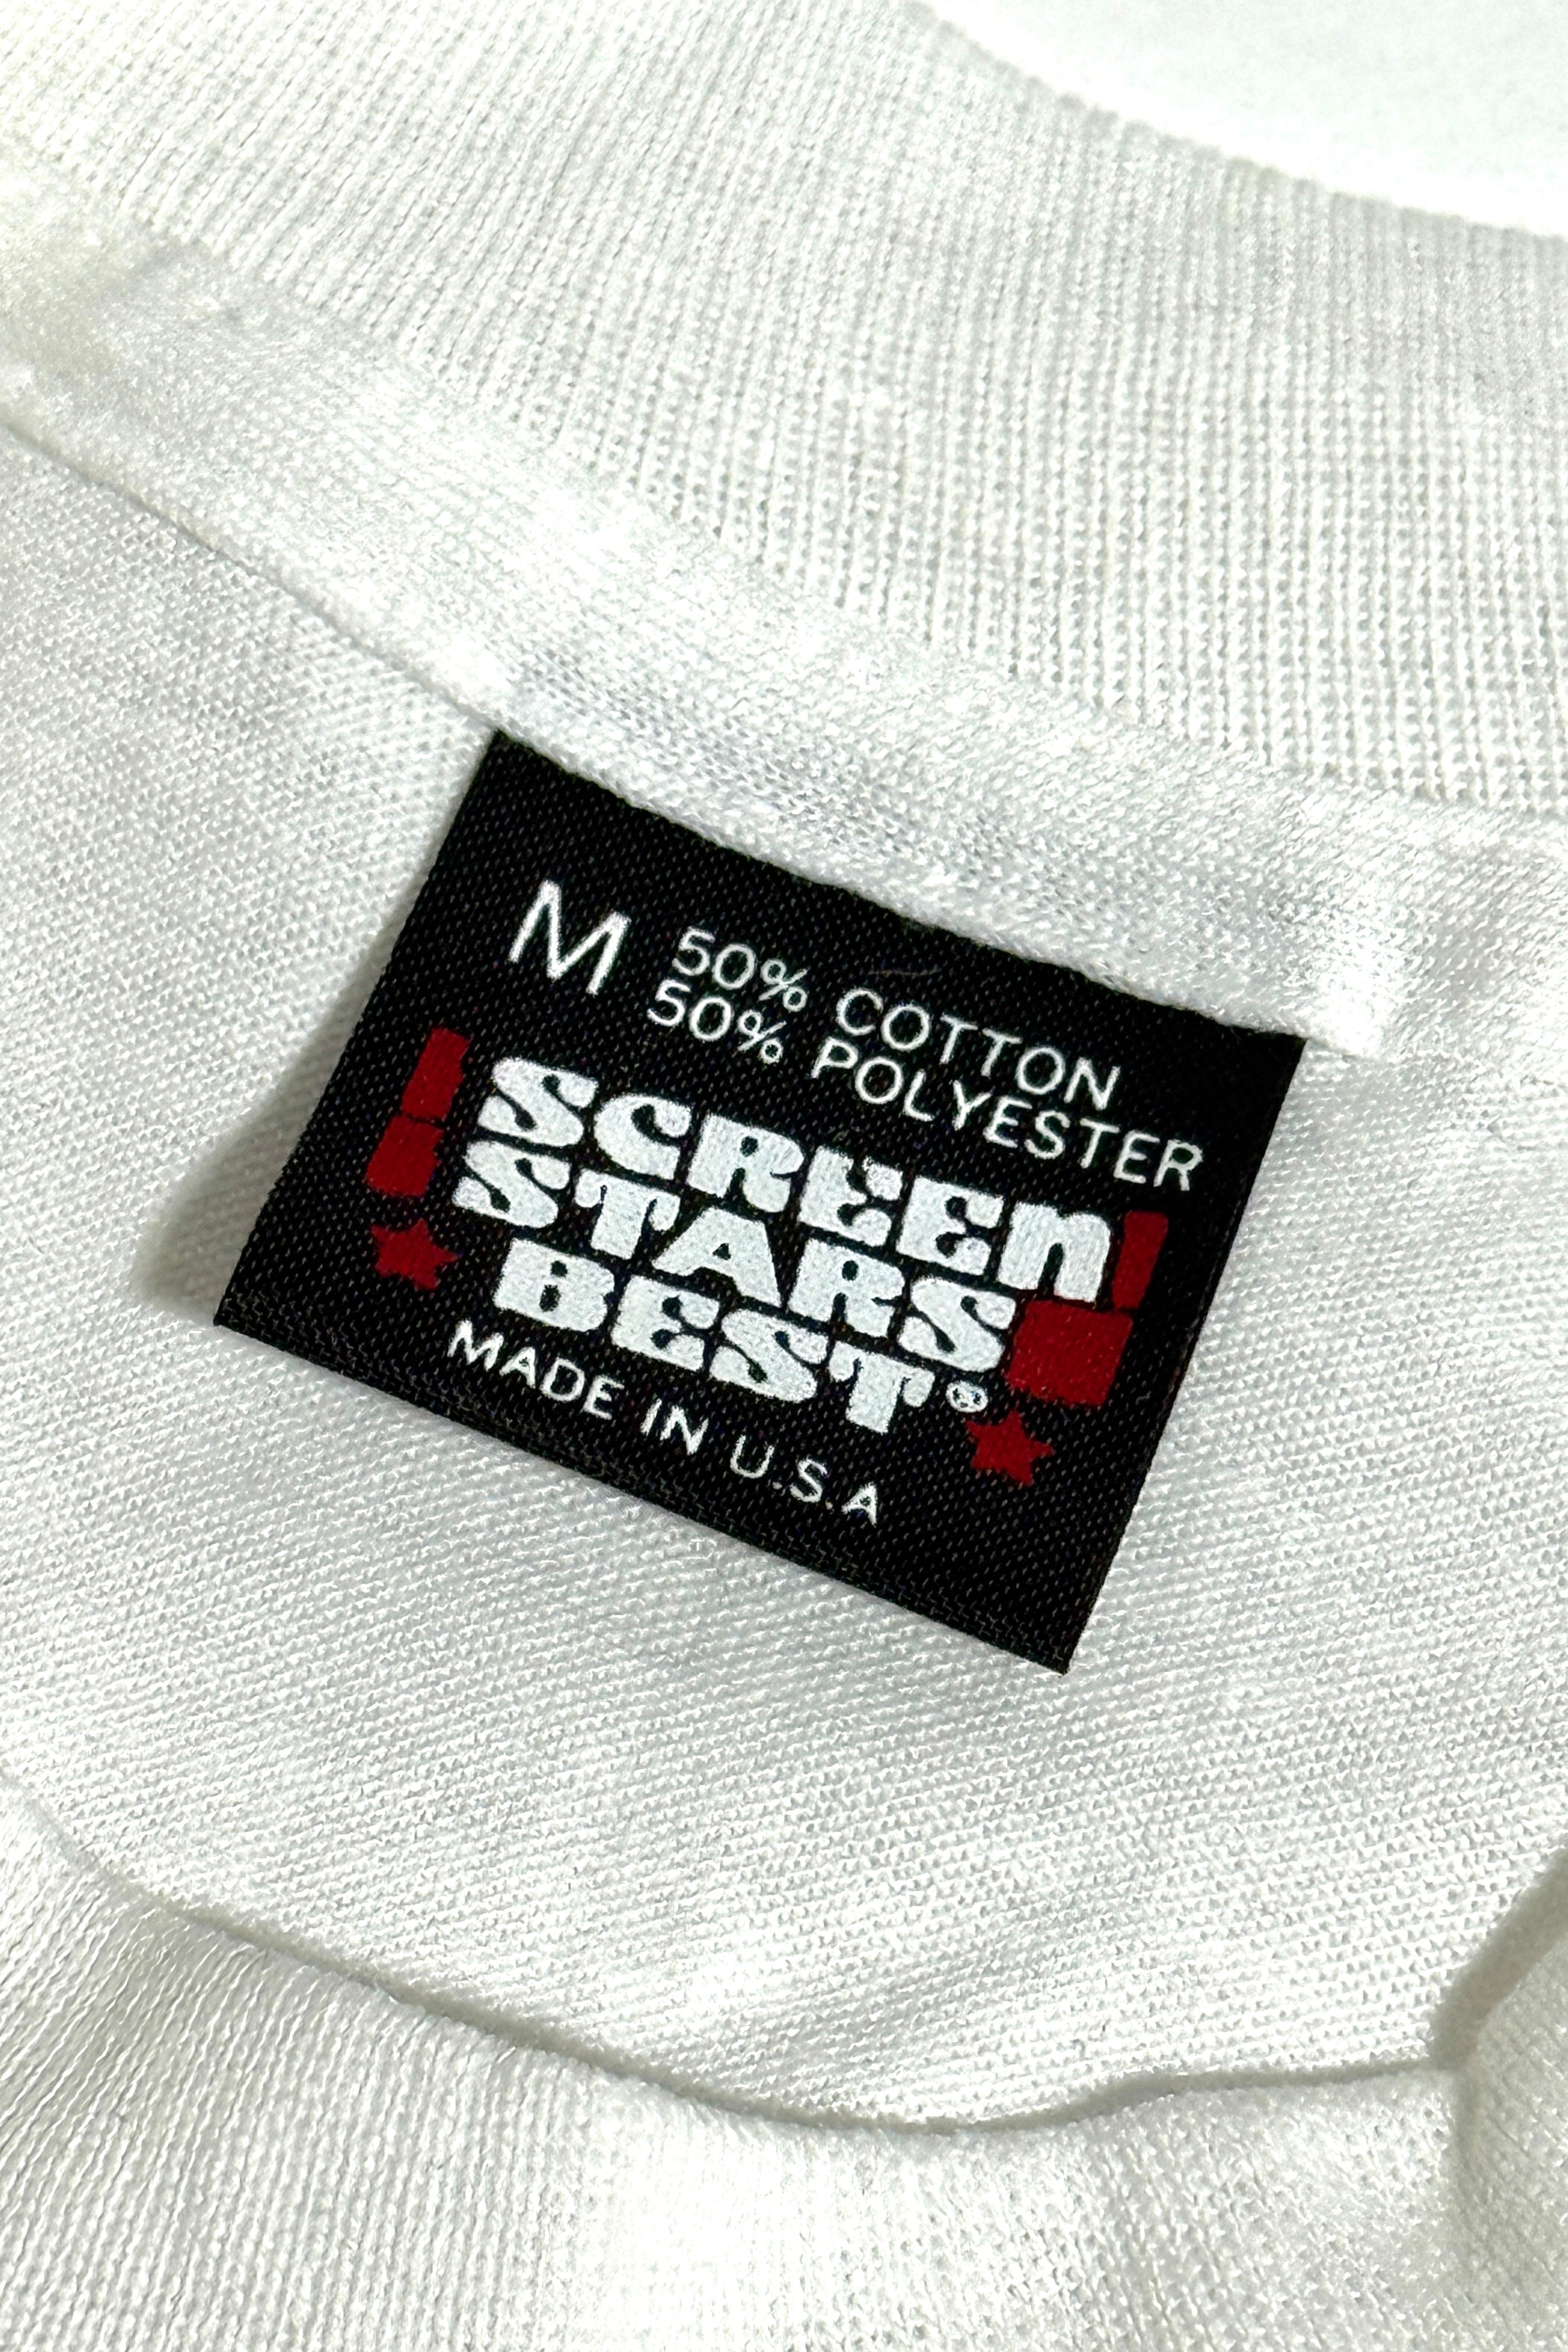 M 50% COTTON
50% POLYESTER
SCREEN
STARS
BEST®
MADE IN U.S.A